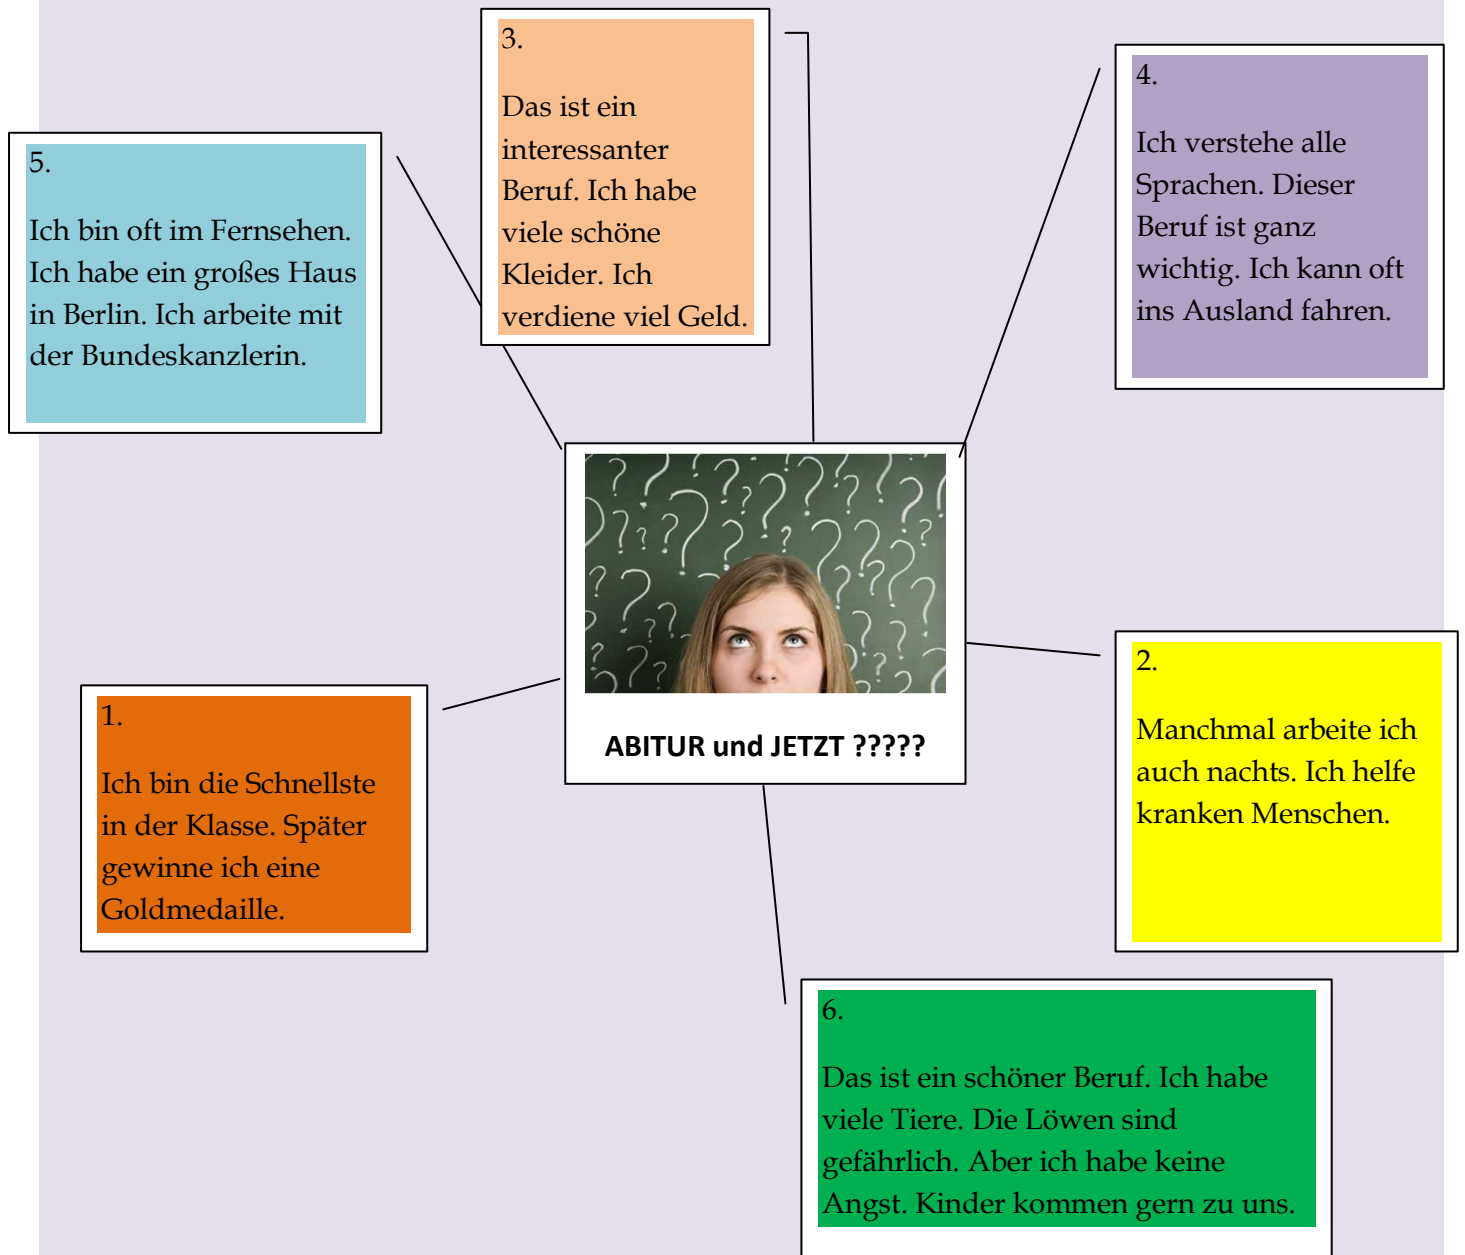 3.
Das ist ein
interessanter
Beruf. Ich habe
viele schöne
Kleider. Ich
verdiene viel Geld.
4.
Ich verstehe alle
Sprachen. Dieser
Beruf ist ganz
wichtig. Ich kann oft
ins Ausland fahren.
5.
Ich bin oft im Fernsehen.
Ich habe ein großes Haus
in Berlin. Ich arbeite mit
der Bundeskanzlerin.
ABITUR und JETZT ?????
2.
Manchmal arbeite ich
auch nachts. Ich helfe
kranken Menschen.
1.
Ich bin die Schnellste
in der Klasse. Später
gewinne ich eine
Goldmedaille.
6.
Das ist ein schöner Beruf. Ich habe
viele Tiere. Die Löwen sind
gefährlich. Aber ich habe keine
Angst. Kinder kommen gern zu uns.